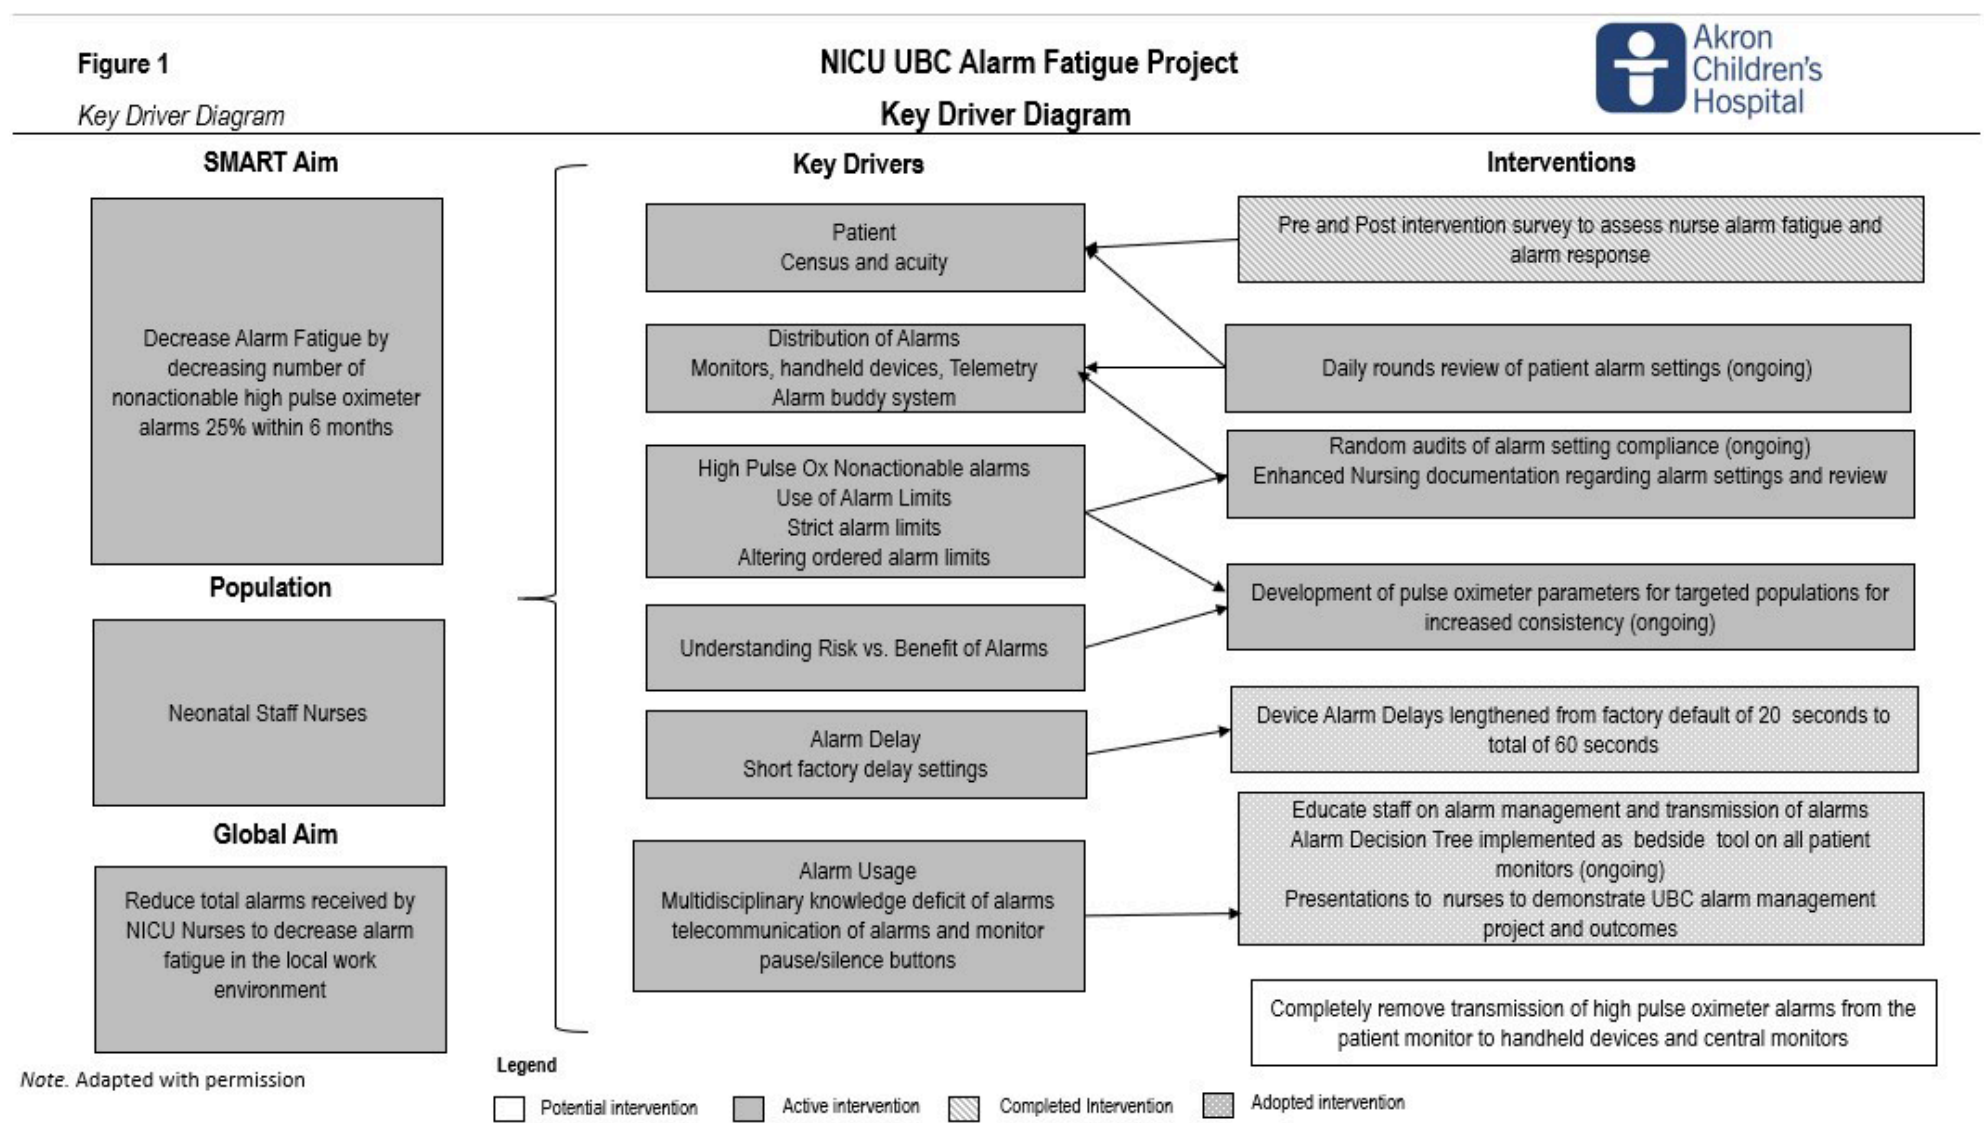 Figure 1
Key Driver Diagram
NICU UBC Alarm Fatigue Project
Key Driver Diagram
Akron
Children's
Hospital
SMART Aim
Decrease Alarm Fatigue by
decreasing number of
nonactionable high pulse oximeter
alarms 25% within 6 months
Population
Neonatal Staff Nurses
Global Aim
Reduce total alarms received by
NICU Nurses to decrease alarm
fatigue in the local work
environment
Key Drivers
Patient
Census and acuity
Distribution of Alarms
Monitors, handheld devices, Telemetry
Alarm buddy system
High Pulse Ox Nonactionable alarms
Use of Alarm Limits
Strict alarm limits
Altering ordered alarm limits
Understanding Risk vs. Benefit of Alarms
Alarm Delay
Short factory delay settings
Alarm Usage
Multidisciplinary knowledge deficit of alarms
telecommunication of alarms and monitor
pause/silence buttons
Interventions
Pre and Post intervention survey to assess nurse alarm fatigue and
alarm response
Daily rounds review of patient alarm settings (ongoing)
Random audits of alarm setting compliance (ongoing)
Enhanced Nursing documentation regarding alarm settings and review
Development of pulse oximeter parameters for targeted populations for
increased consistency (ongoing)
Device Alarm Delays lengthened from factory default of 20 seconds to
total of 60 seconds
Educate staff on alarm management and transmission of alarms
Alarm Decision Tree implemented as bedside tool on all patient
monitors (ongoing)
Presentations to nurses to demonstrate UBC alarm management
project and outcomes
Completely remove transmission of high pulse oximeter alarms from the
patient monitor to handheld devices and central monitors
Note. Adapted with permission
Legend
Potential intervention
Active intervention
Completed Intervention
Adopted intervention